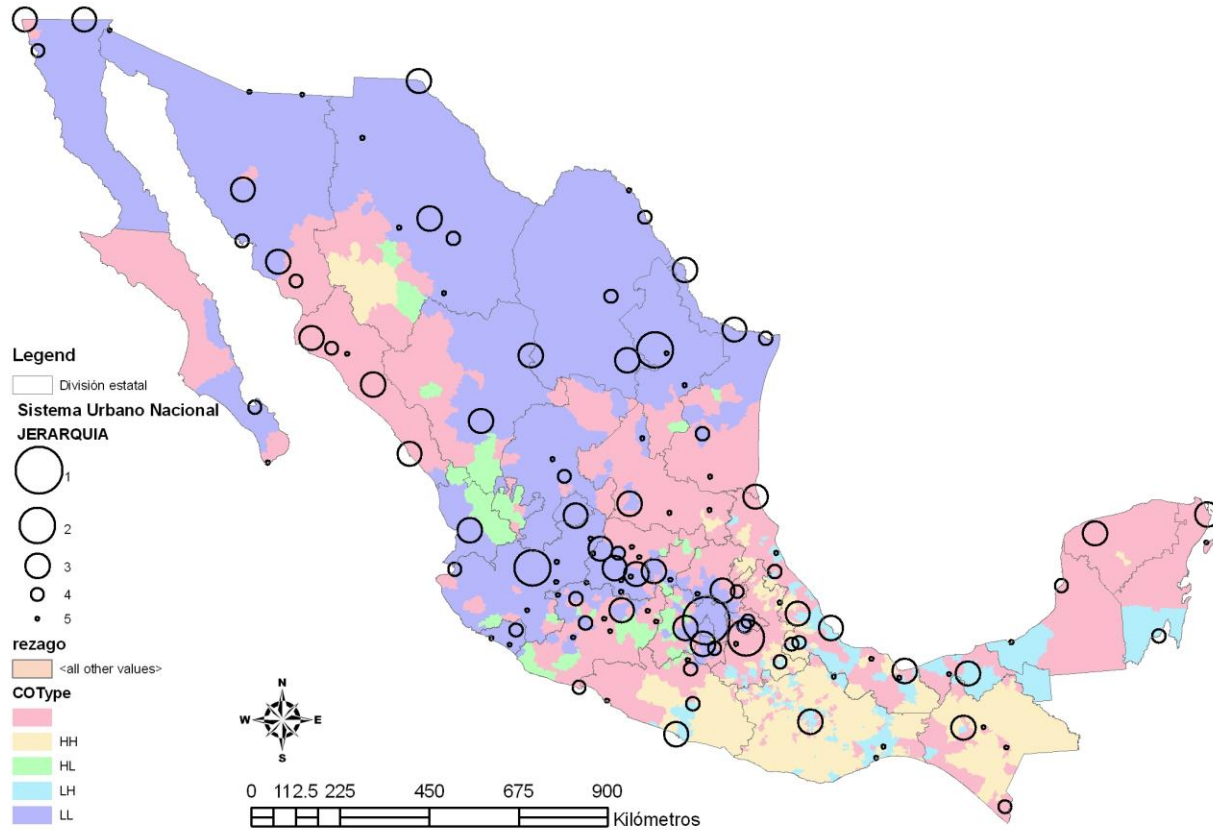 Legend
División estatal
Sistema Urbano Nacional
JERARQUIA
1
2
3
4
5
rezago
<all other values>
COType
HH
HL
LH
LL
N
W E
S
0 112.5 225 450 675 900
Kilómetros